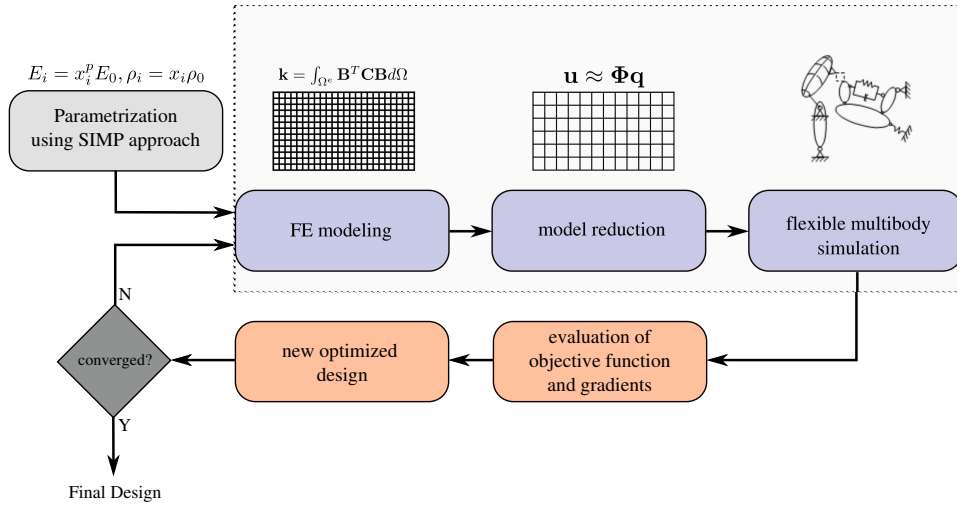 E_i = x_i^p E_0, ρ_i = x_i ρ_0
Parametrization
using SIMP approach
k = ∫_{Ω^e} B^T CB dΩ
u ≈ Φq
FE modeling
model reduction
flexible multibody
simulation
N
converged?
Y
new optimized
design
evaluation of
objective function
and gradients
Final Design